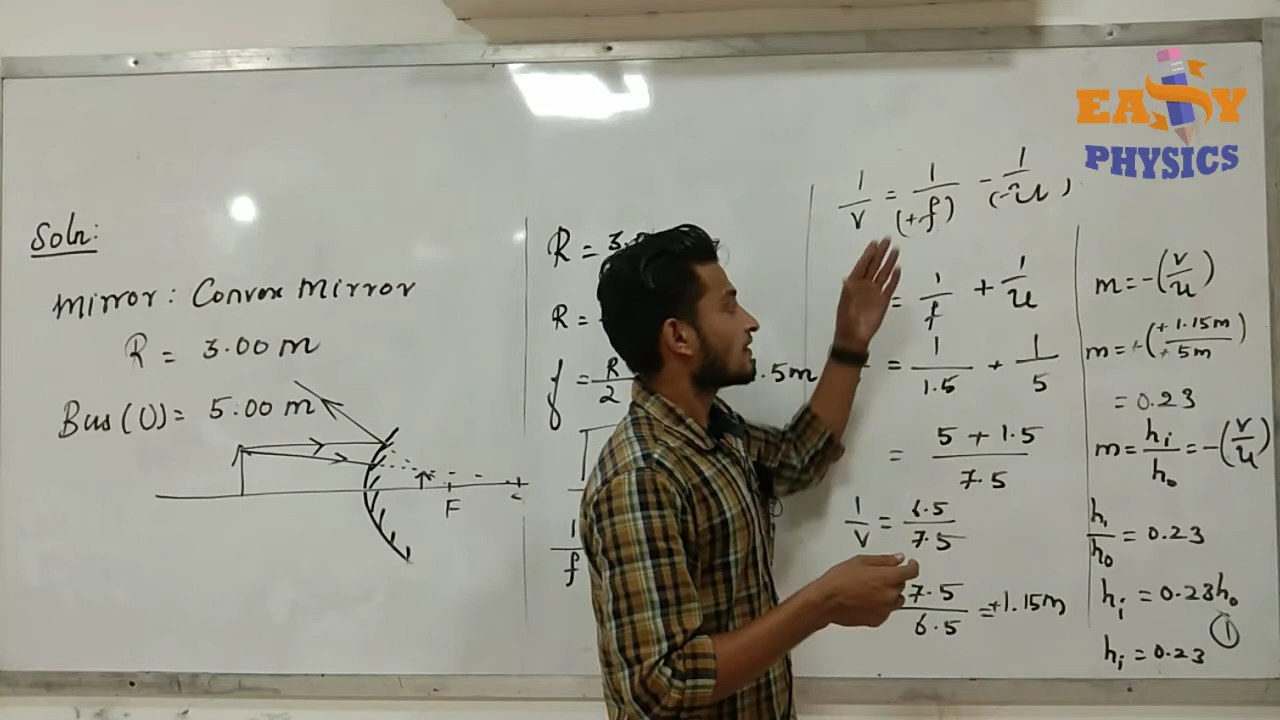 EASY
PHYSICS
Soln:
Mirror: Convex Mirror
R = 3.00 m
Bus (U) = 5.00 m
F
C
R = 3.
R =
f = R/2
.5m
1/f
1/v = 1/(+f) - 1/(-u)
= 1/f + 1/u
= 1/1.5 + 1/5
= 5 + 1.5/7.5
1/v = 6.5/7.5
7.5/6.5 = +1.15m
m = -(v/u)
m = +(+1.15m/+5m)
= 0.23
m = hi/ho = -(v/u)
hi/ho = 0.23
hi = 0.23ho
1
hi = 0.23